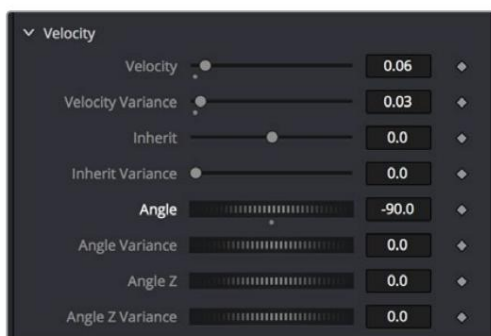 Velocity
Velocity 0.06
Velocity Variance 0.03
Inherit 0.0
Inherit Variance 0.0
Angle -90.0
Angle Variance 0.0
Angle Z 0.0
Angle Z Variance 0.0